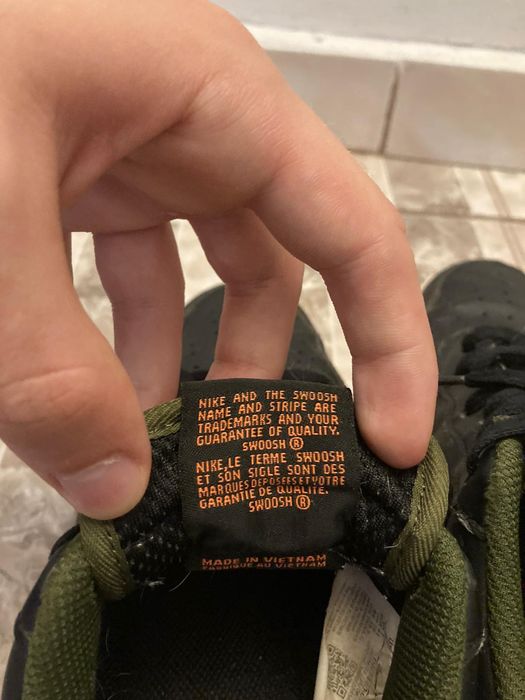 NIKE AND THE SWOOSH
NAME AND STRIPE ARE
TRADEMARKS AND YOUR
GUARANTEE OF QUALITY.
SWOOSH ®
NIKE, LE TERME SWOOSH
ET SON SIGLE SONT DES
MARQUES DEPOSEES ET VOTRE
GARANTIE DE QUALITE.
SWOOSH ®
MADE IN VIETNAM
FABRIQUE AU VIETNAM